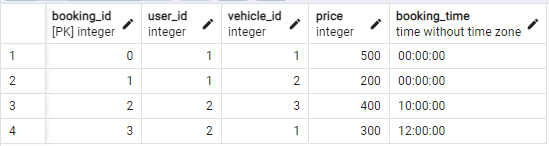 booking_id user_id vehicle_id price booking_time
[PK] integer integer integer integer time without time zone
1 0 1 1 500 00:00:00
2 1 1 2 200 00:00:00
3 2 2 3 400 10:00:00
4 3 2 1 300 12:00:00